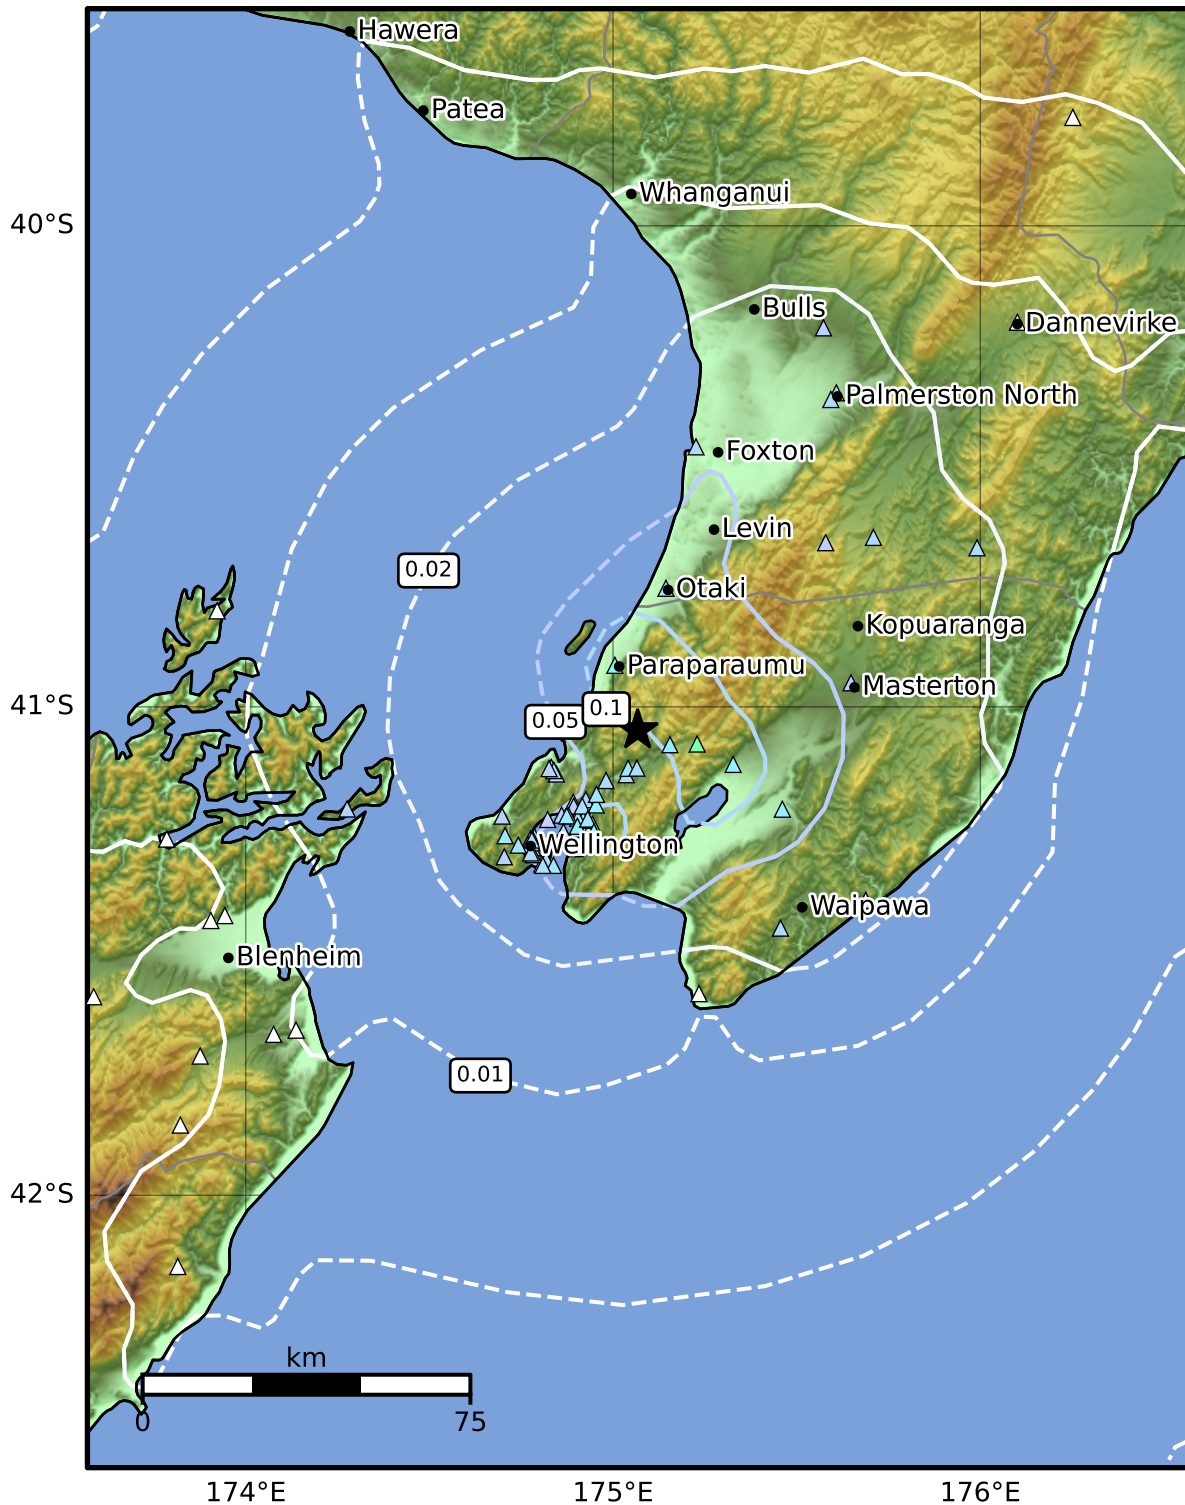 Hawera
Patea
Whanganui
40°S
Bulls
Dannevirke
Palmerston North
Foxton
Levin
0.02
Otaki
Kopuaranga
Paraparaumu
Masterton
41°S
0.05
0.1
Wellington
Waipawa
Blenheim
0.01
42°S
km
0
75
174°E
175°E
176°E